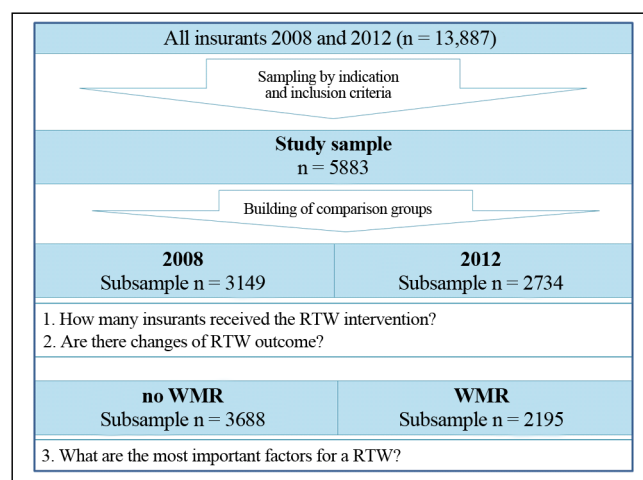 All insurants 2008 and 2012 (n = 13,887)
Sampling by indication
and inclusion criteria
Study sample
n = 5883
Building of comparison groups
2008
Subsample n = 3149
2012
Subsample n = 2734
1. How many insurants received the RTW intervention?
2. Are there changes of RTW outcome?
no WMR
Subsample n = 3688
WMR
Subsample n = 2195
3. What are the most important factors for a RTW?